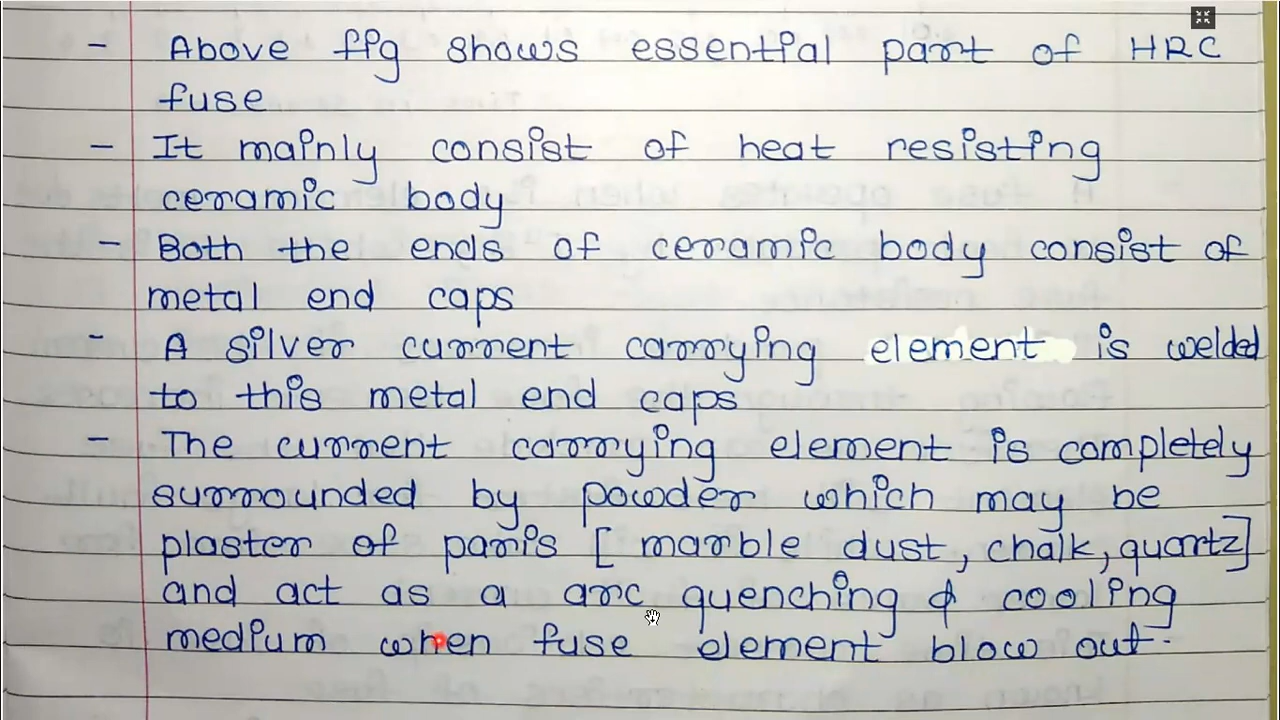 - Above fig shows essential part of HRC
fuse
- It mainly consist of heat resisting
ceramic body
- Both the ends of ceramic body consist of
metal end caps
- A silver current carrying element is welded
to this metal end caps
- The current carrying element is completely
surrounded by powder which may be
plaster of paris [marble dust, chalk, quartz]
and act as a arc quenching & cooling
medium when fuse element blow out.